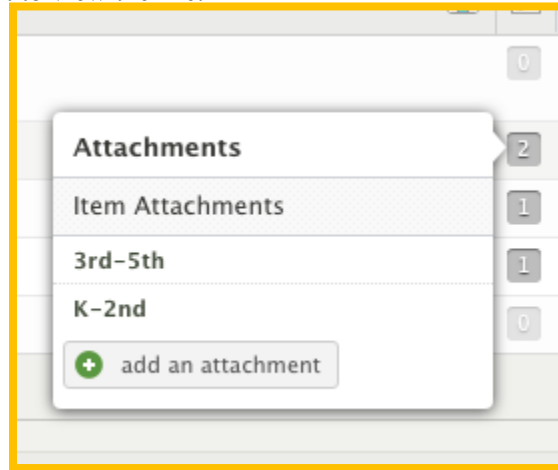 0
Attachments
2
Item Attachments
1
3rd-5th
1
K-2nd
0
add an attachment